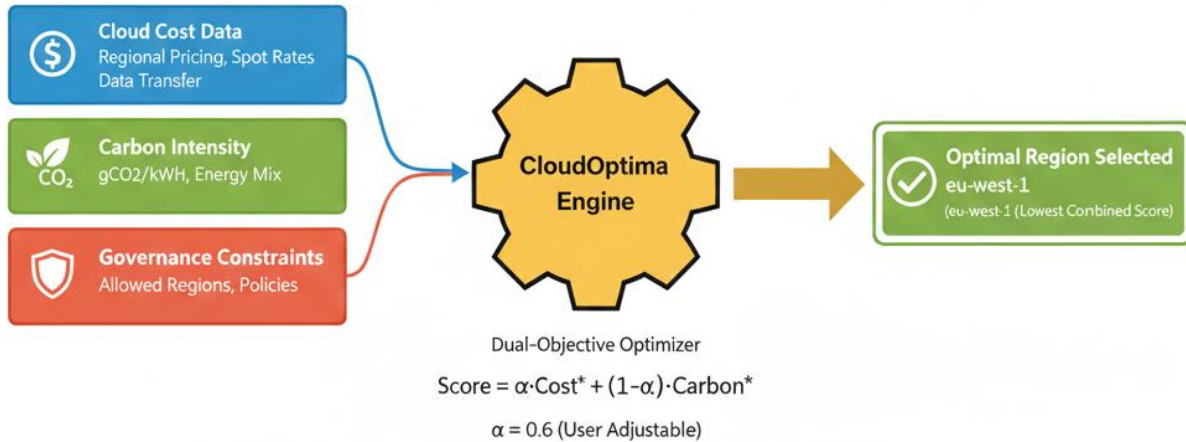 Cloud Cost Data
Regional Pricing, Spot Rates
Data Transfer
$
Carbon Intensity
gCO2/kWH, Energy Mix
CO₂
Governance Constraints
Allowed Regions, Policies
CloudOptima
Engine
Optimal Region Selected
eu-west-1
(eu-west-1 (Lowest Combined Score)
Dual-Objective Optimizer
Score = α·Cost* + (1-α)·Carbon*
α = 0.6 (User Adjustable)